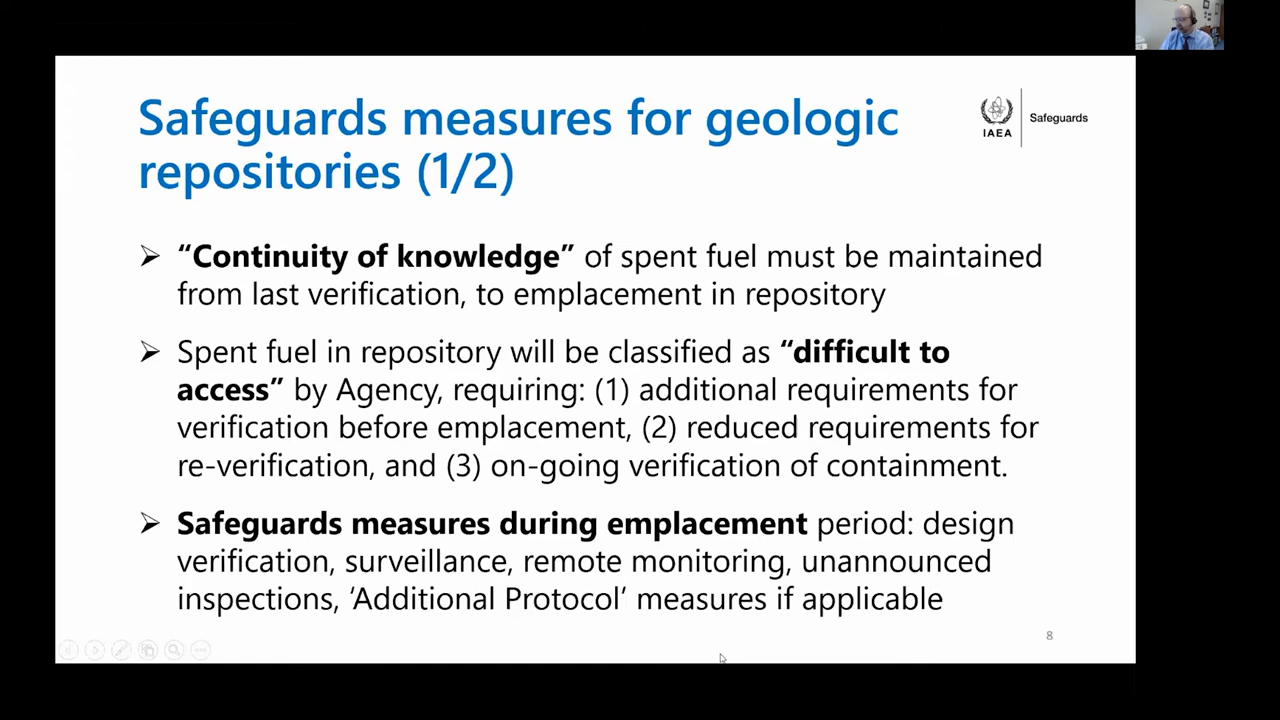 Safeguards measures for geologic
repositories (1/2)
IAEA
Safeguards
➢ “Continuity of knowledge” of spent fuel must be maintained
from last verification, to emplacement in repository
➢ Spent fuel in repository will be classified as “difficult to
access” by Agency, requiring: (1) additional requirements for
verification before emplacement, (2) reduced requirements for
re-verification, and (3) on-going verification of containment.
➢ Safeguards measures during emplacement period: design
verification, surveillance, remote monitoring, unannounced
inspections, ‘Additional Protocol’ measures if applicable
8